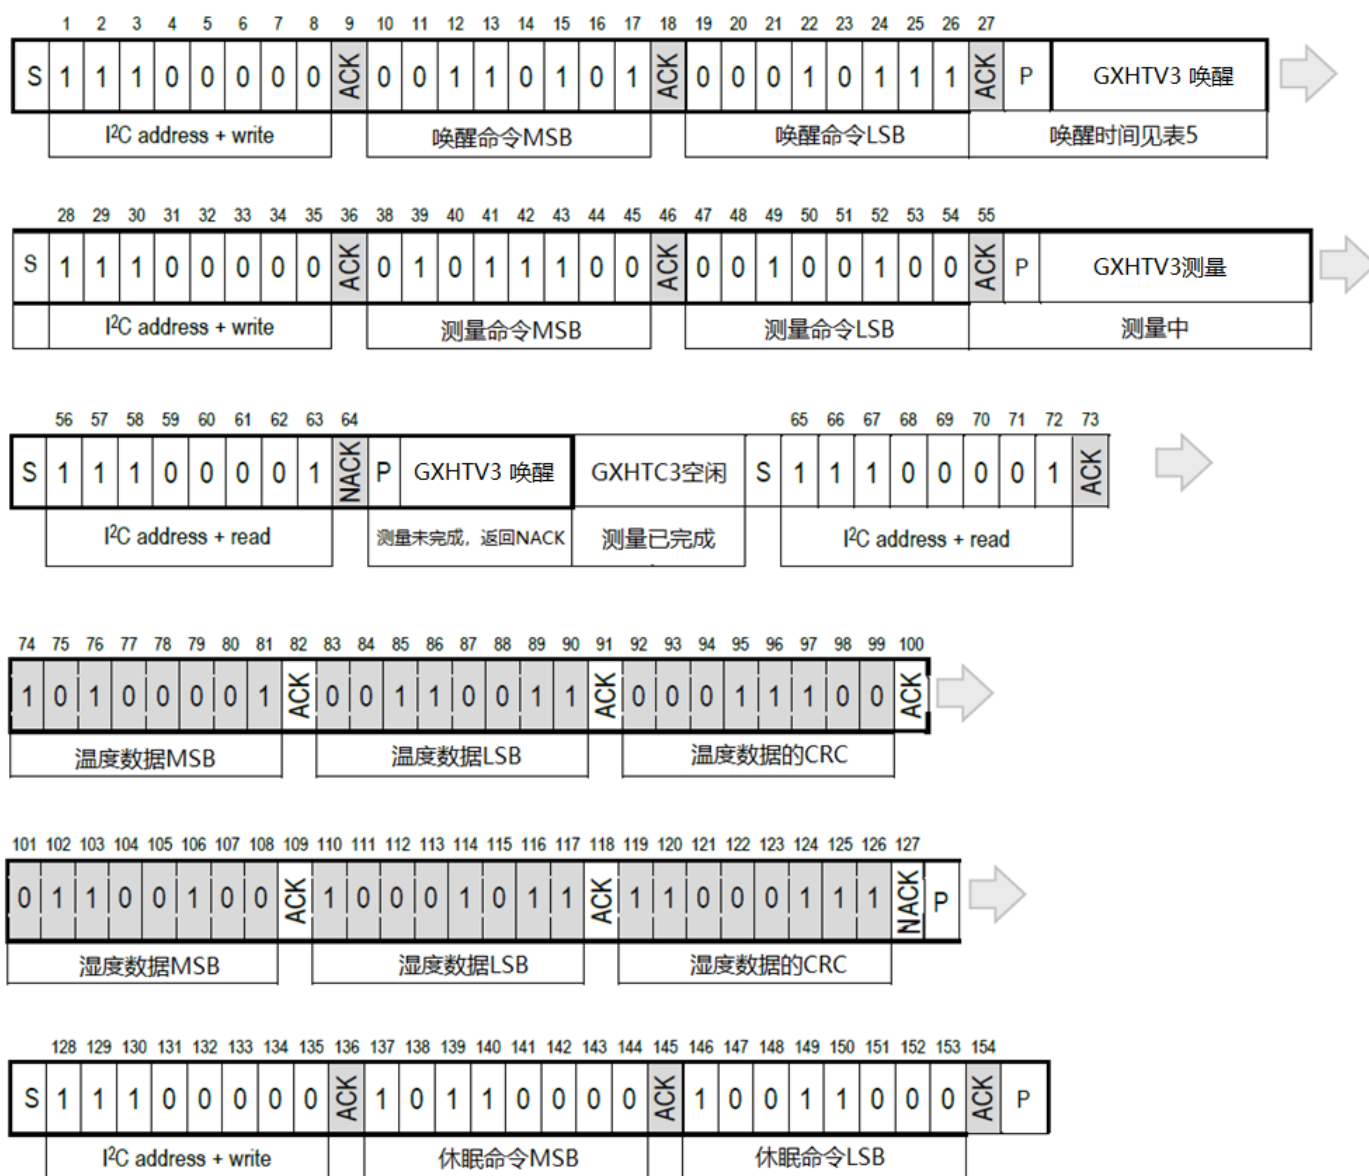 1 2 3 4 5 6 7 8 9 10 11 12 13 14 15 16 17 18 19 20 21 22 23 24 25 26 27
S 1 1 1 0 0 0 0 0 ACK 0 0 1 1 0 1 0 1 ACK 0 0 0 1 0 1 1 1 ACK P GXHTV3 唤醒
I²C address + write 唤醒命令MSB 唤醒命令LSB 唤醒时间见表5
28 29 30 31 32 33 34 35 36 38 39 40 41 42 43 44 45 46 47 48 49 50 51 52 53 54 55
S 1 1 1 0 0 0 0 0 ACK 0 1 0 1 1 1 0 0 ACK 0 0 1 0 0 1 0 0 ACK P GXHTV3测量
I²C address + write 测量命令MSB 测量命令LSB 测量中
56 57 58 59 60 61 62 63 64 65 66 67 68 69 70 71 72 73
S 1 1 1 0 0 0 0 1 NACK P GXHTV3 唤醒 GXHTC3空闲 S 1 1 1 0 0 0 0 1 ACK
I²C address + read 测量未完成，返回NACK 测量已完成 I²C address + read
74 75 76 77 78 79 80 81 82 83 84 85 86 87 88 89 90 91 92 93 94 95 96 97 98 99 100
1 0 1 0 0 0 0 1 ACK 0 0 1 1 0 0 1 1 ACK 0 0 0 1 1 1 0 0 ACK
温度数据MSB 温度数据LSB 温度数据的CRC
101 102 103 104 105 106 107 108 109 110 111 112 113 114 115 116 117 118 119 120 121 122 123 124 125 126 127
0 1 1 0 0 1 0 0 ACK 1 0 0 0 1 0 1 1 ACK 1 1 0 0 0 1 1 1 NACK P
湿度数据MSB 湿度数据LSB 湿度数据的CRC
128 129 130 131 132 133 134 135 136 137 138 139 140 141 142 143 144 145 146 147 148 149 150 151 152 153 154
S 1 1 1 0 0 0 0 0 ACK 1 0 1 1 0 0 0 0 ACK 1 0 0 1 1 0 0 0 ACK P
I²C address + write 休眠命令MSB 休眠命令LSB